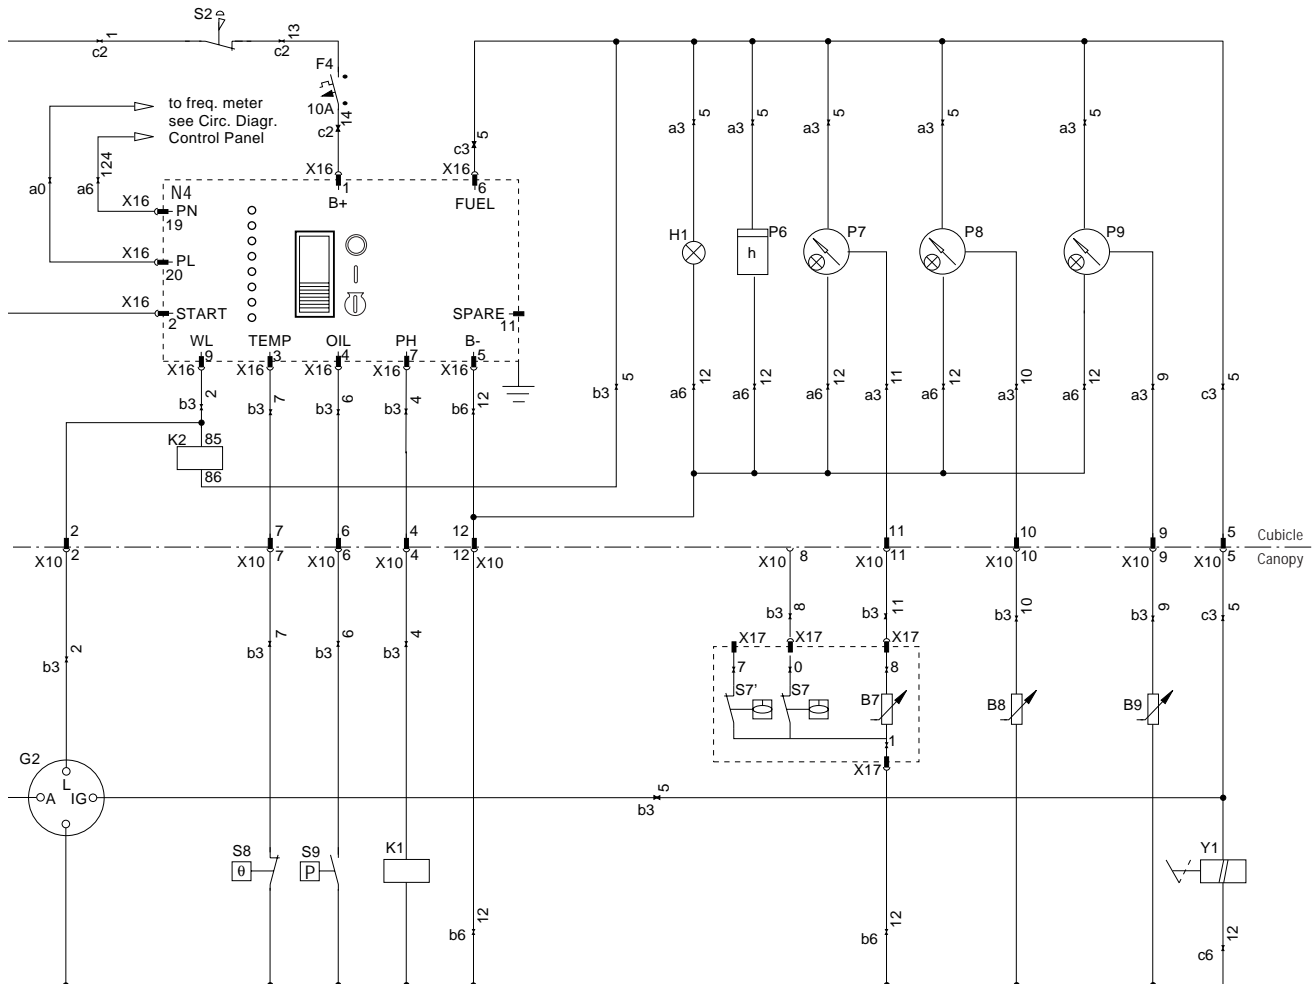 S2
1
13
c2
c2
F4
to freq. meter
see Circ. Diagr.
Control Panel
10A
14
c2
5
c3
5
5
5
5
5
a3
a3
a3
a3
a3
124
a0
a6
X16
X16
X16
N4
1
6
B+
FUEL
PN
19
X16
PL
20
X16
START
2
SPARE
11
H1
P6
h
P7
P8
P9
WL
TEMP
OIL
PH
B-
9
3
4
7
5
X16
X16
X16
X16
X16
2
7
6
4
12
b3
b3
b3
b3
b6
5
12
12
12
11
12
10
12
9
5
b3
a6
a6
a6
a3
a6
a3
a6
a3
c3
K2
85
86
2
7
6
4
12
11
10
9
5
Cubicle
X10
2
7
X10
6
X10
4
X10
12
X10
X10
8
X10
11
X10
10
X10
9
X10
5
Canopy
2
7
6
4
8
11
10
9
5
b3
b3
b3
b3
b3
b3
b3
b3
c3
X17
X17
X17
7
0
8
S7'
S7
B7
B8
B9
1
X17
G2
L
A
IG
5
b3
S8
S9
K1
Y1
θ
P
12
12
12
b6
b6
c6